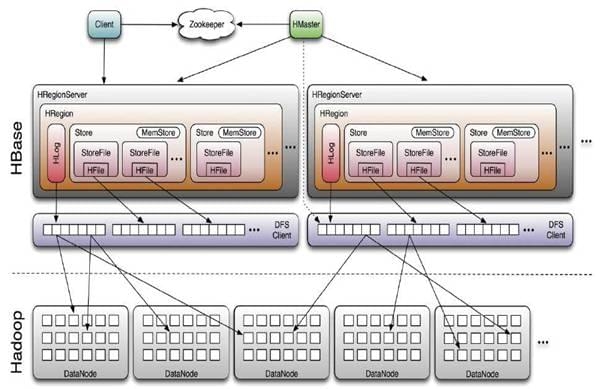 Client
Zookeeper
HMaster
HBase
HRegionServer
HRegion
HLog
Store
MemStore
StoreFile
HFile
StoreFile
HFile
...
Store
MemStore
StoreFile
HFile
...
...
HRegionServer
HRegion
HLog
Store
MemStore
StoreFile
HFile
StoreFile
HFile
...
Store
MemStore
StoreFile
HFile
...
...
...
...
DFS
Client
...
DFS
Client
Hadoop
DataNode
DataNode
DataNode
DataNode
DataNode
...